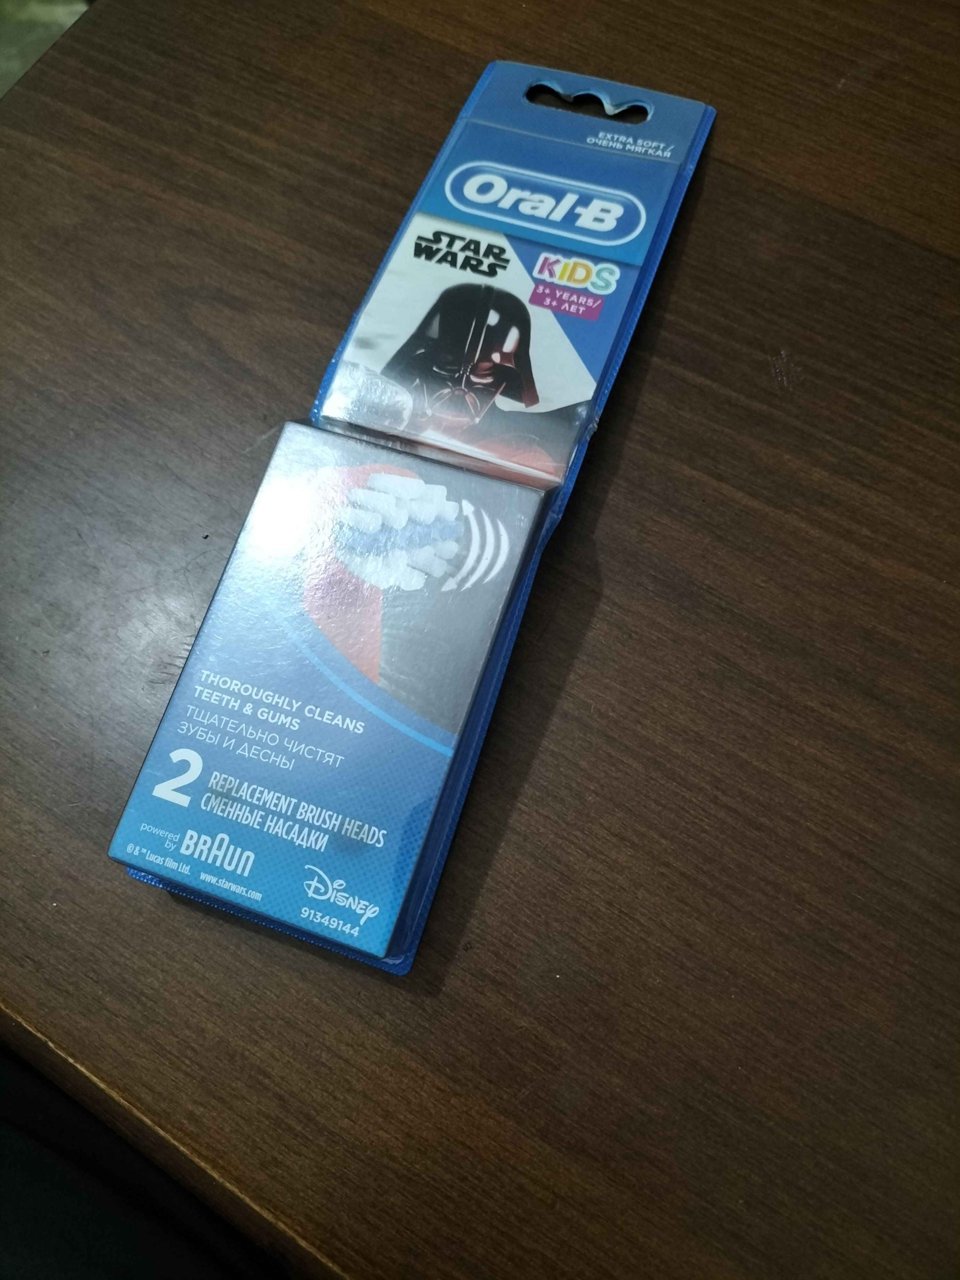 EXTRA SOFT /
ОЧЕНЬ МЯГКАЯ
Oral-B
STAR
WARS
KIDS
3+ YEARS/
3+ ЛЕТ
THOROUGHLY CLEANS
TEETH & GUMS
ТЩАТЕЛЬНО ЧИСТЯТ
ЗУБЫ И ДЕСНЫ
2 REPLACEMENT BRUSH HEADS
СМЕННЫЕ НАСАДКИ
powered
by BRAUN
© & ™ Lucas film Ltd. www.starwars.com
Disney
91349144